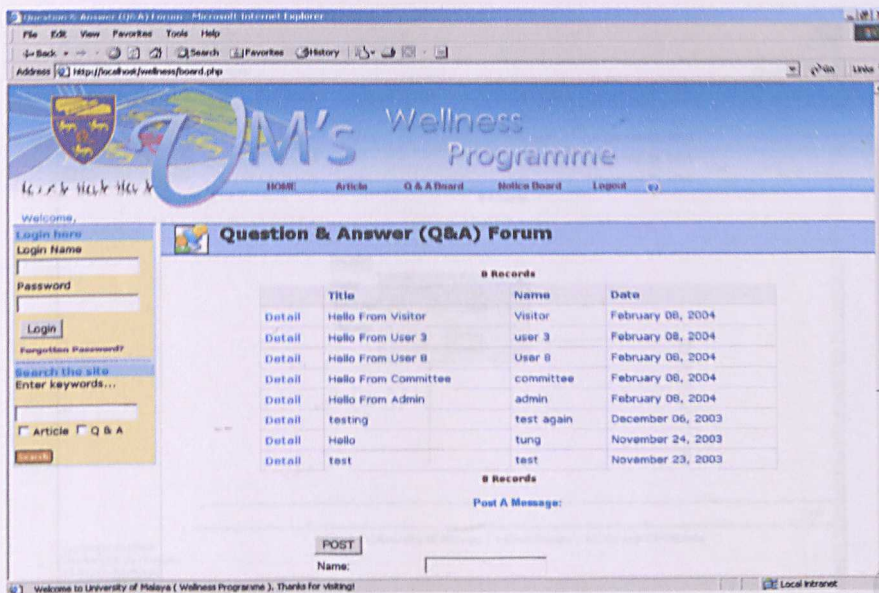 Question & Answer (Q&A) Forum - Microsoft Internet Explorer
File Edit View Favorites Tools Help
Back Search Favorites History
Address http://localhost/wellness/board.php Go Links
UM's Wellness Programme
HOME Article Q & A Board Notice Board Logout
Welcome,
Login here
Login Name
Password
Login
Forgotten Password?
Search the site
Enter keywords...
Article Q & A
Search
Question & Answer (Q&A) Forum
8 Records
Title Name Date
Detail Hello From Visitor Visitor February 08, 2004
Detail Hello From User 3 user 3 February 08, 2004
Detail Hello From User 8 User 8 February 08, 2004
Detail Hello From Committee committee February 08, 2004
Detail Hello From Admin admin February 08, 2004
Detail testing test again December 06, 2003
Detail Hello tung November 24, 2003
Detail test test November 23, 2003
8 Records
Post A Message:
POST
Name:
Welcome to University of Malaya ( Wellness Programme ), Thanks for visiting! Local intranet